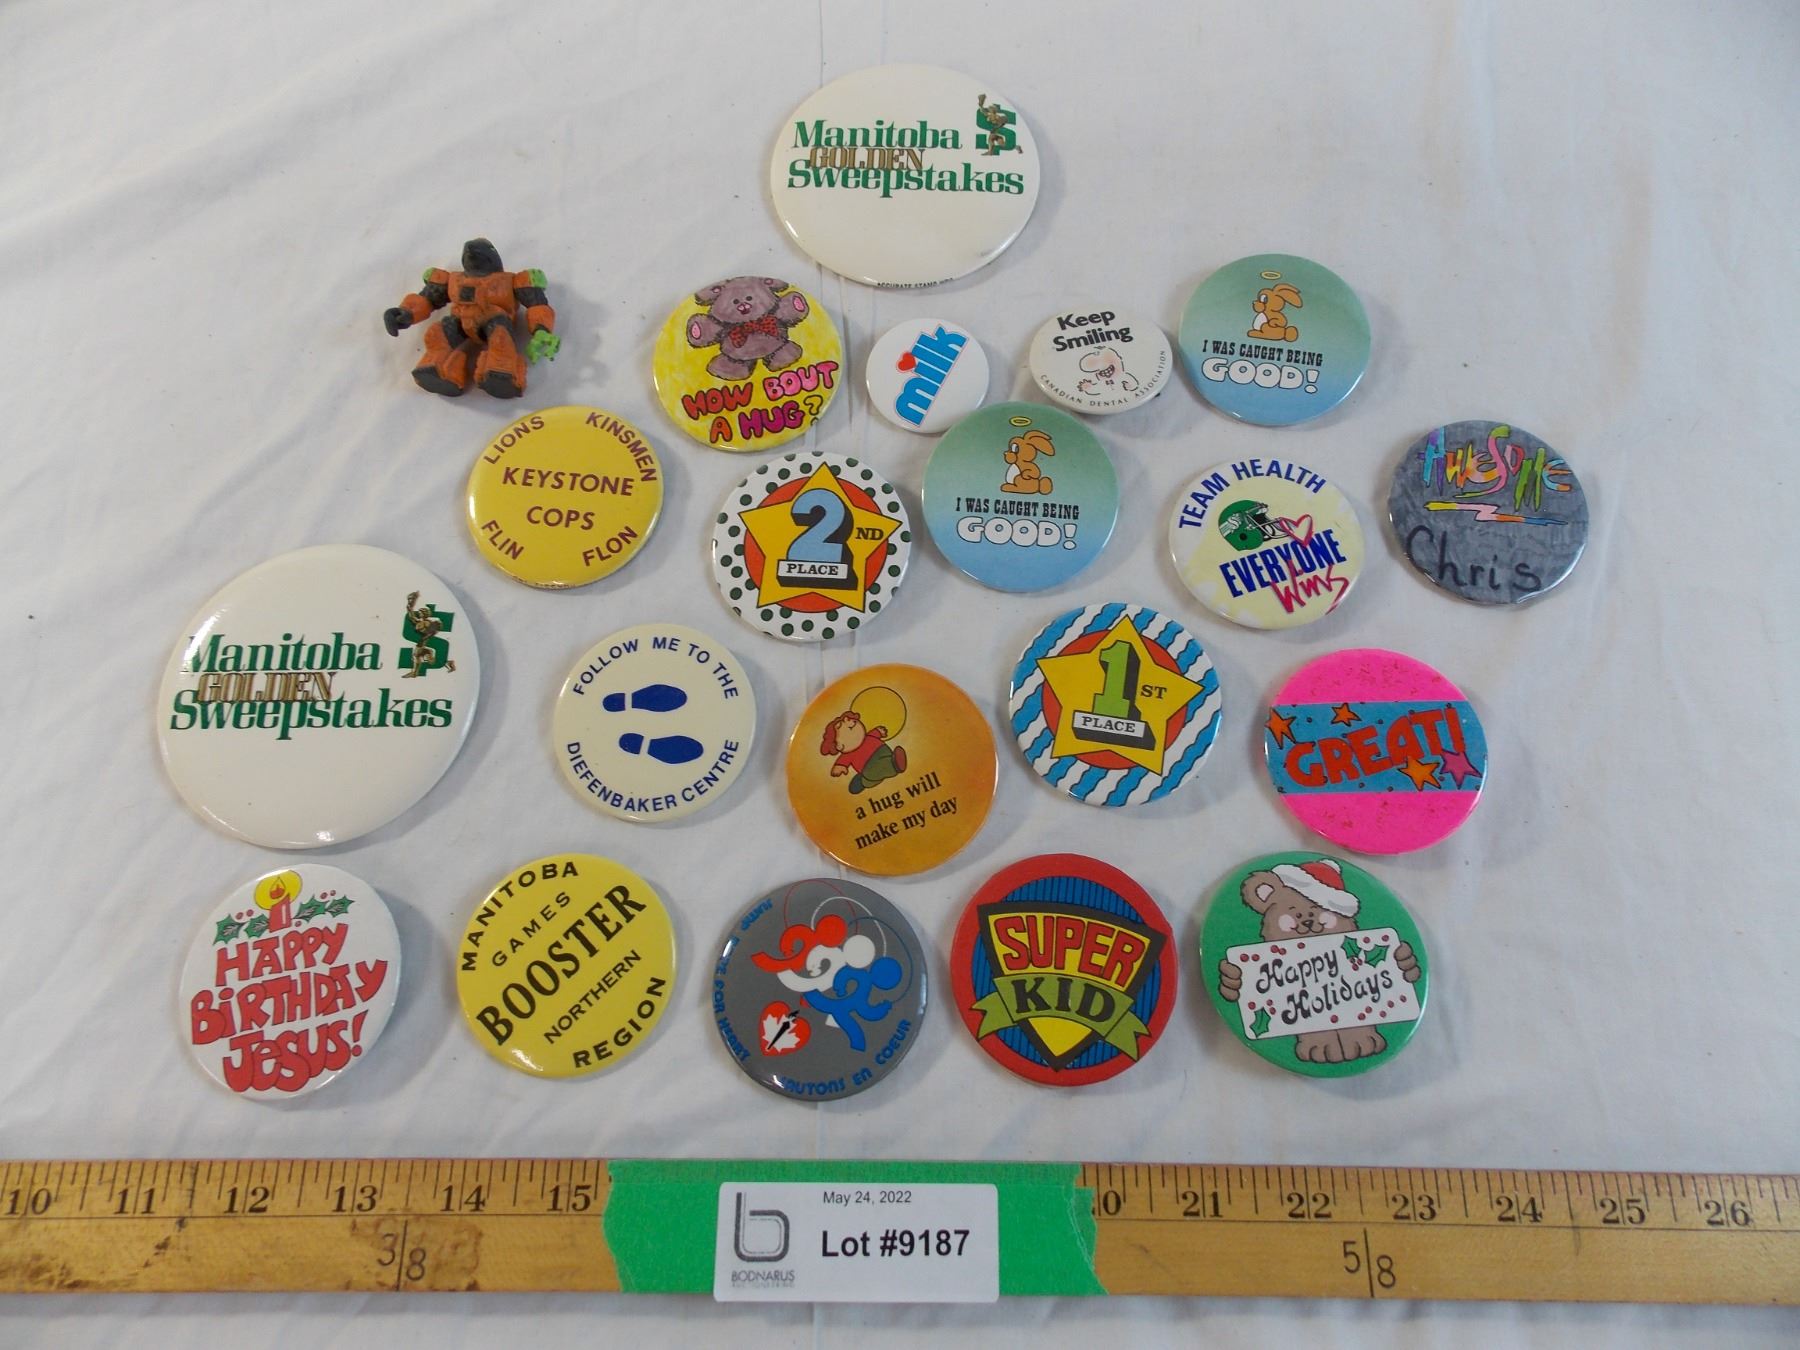 Manitoba
GOLDEN
Sweepstakes
HOW BOUT
A HUG?
milk
Keep
Smiling
CANADIAN DENTAL ASSOCIATION
I WAS CAUGHT BEING
GOOD!
LIONS KINSMEN
KEYSTONE
COPS
FLIN FLON
2ND
PLACE
I WAS CAUGHT BEING
GOOD!
TEAM HEALTH
EVERYONE
Wins
AWESOME
Chris
Manitoba
GOLDEN
Sweepstakes
FOLLOW ME TO THE
DIEFENBAKER CENTRE
a hug will
make my day
1ST
PLACE
GREAT!
HAPPY
BIRTHDAY
JESUS!
MANITOBA
GAMES
BOOSTER
NORTHERN
REGION
FOR HEART
EN COEUR
SUPER
KID
Happy
Holidays
10 11 12 13 14 15 21 22 23 24 25 26
3/8 5/8
May 24, 2022
Lot #9187
BODNARUS
AUCTIONEERING